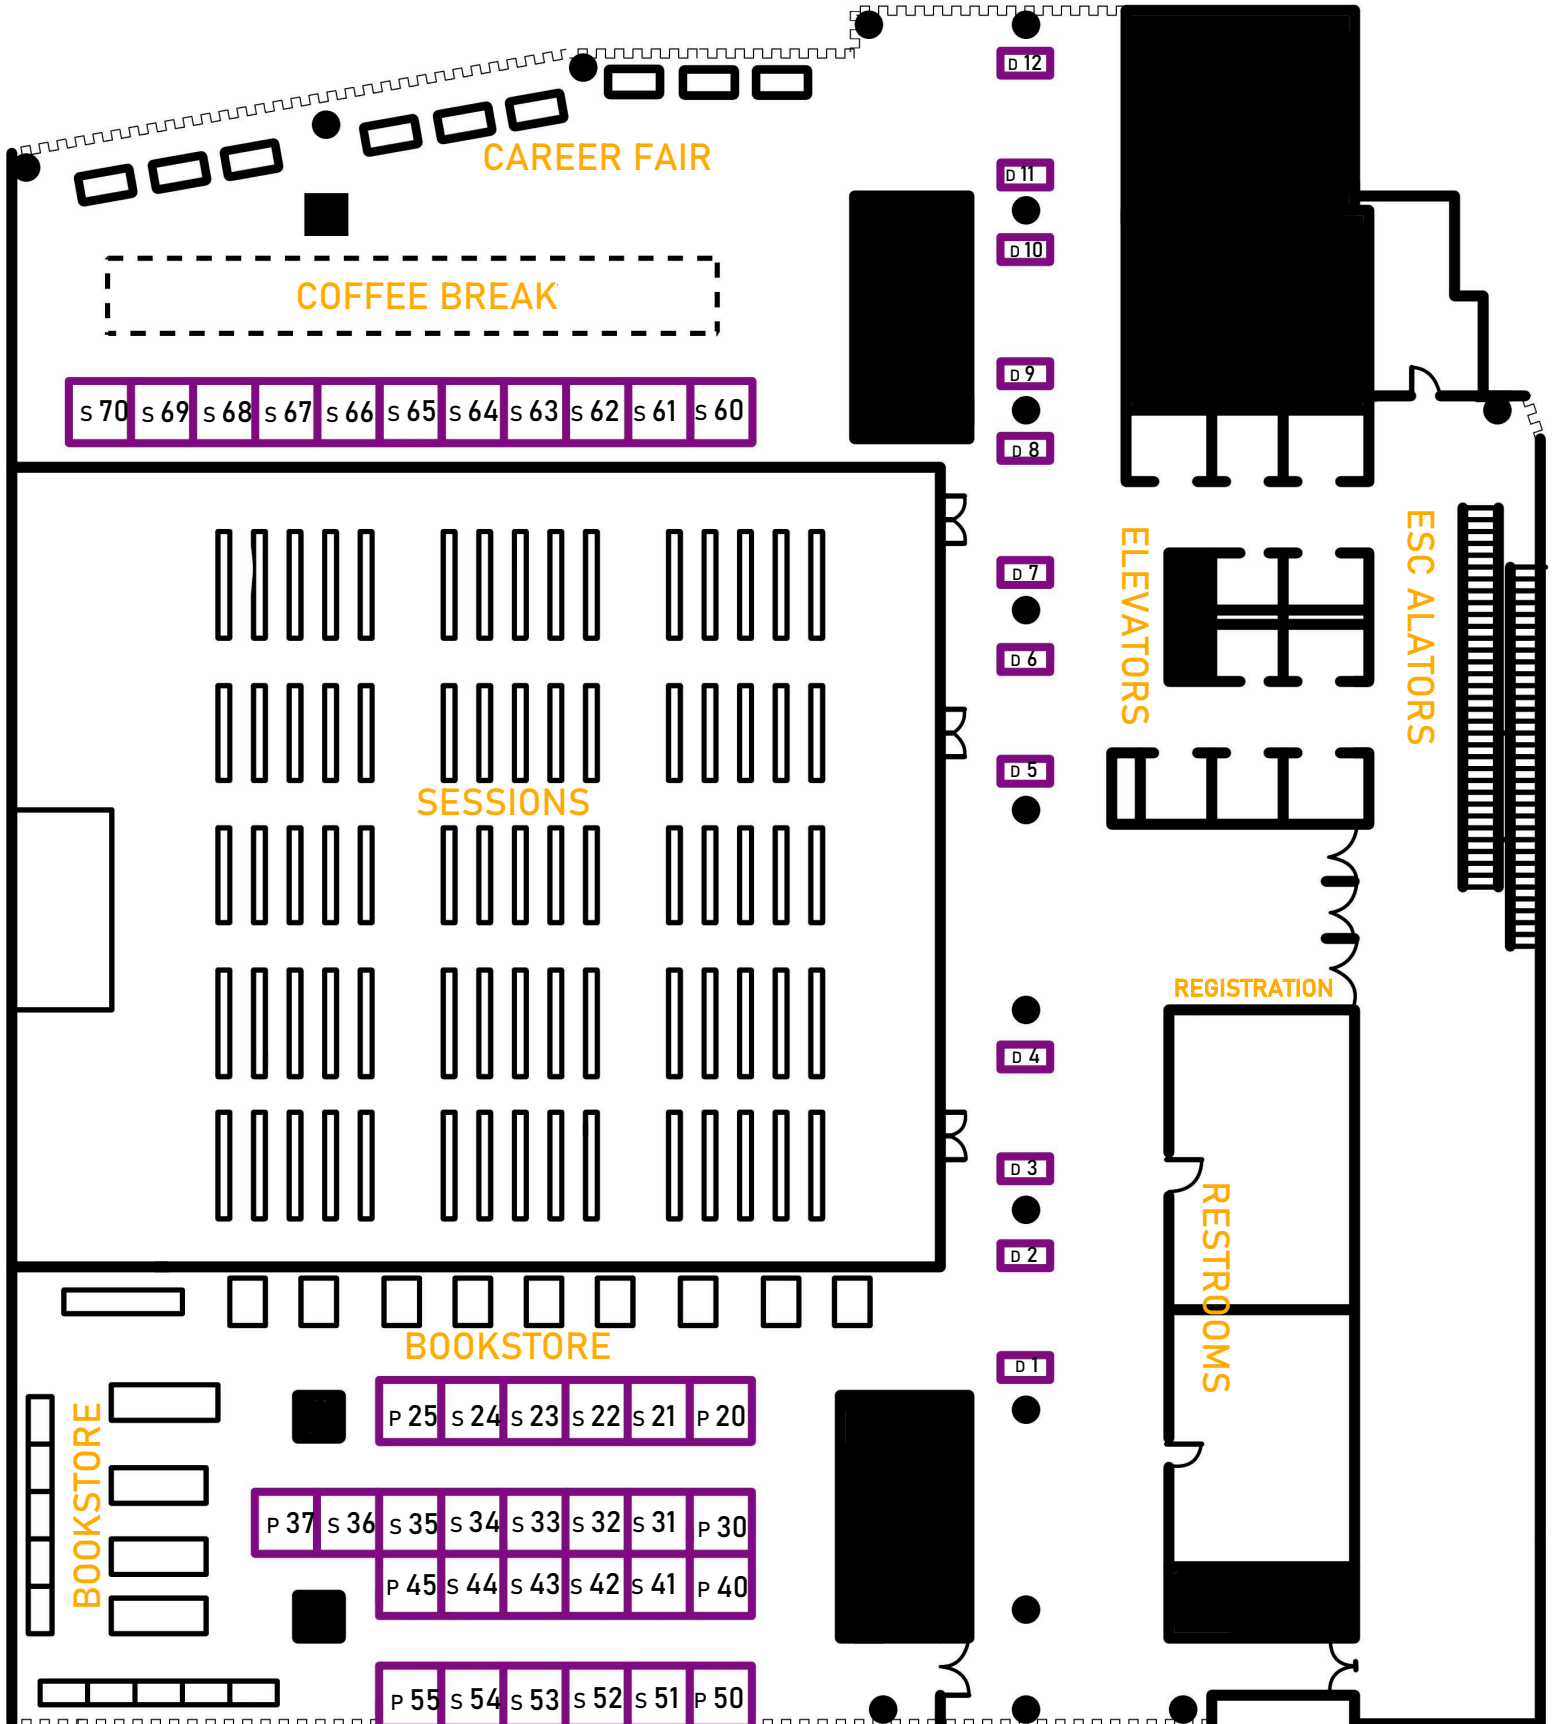 D 12
CAREER FAIR
D 11
D 10
COFFEE BREAK
D 9
S 70 S 69 S 68 S 67 S 66 S 65 S 64 S 63 S 62 S 61 S 60
D 8
ELEVATORS
ESC ALATORS
D 7
D 6
D 5
SESSIONS
REGISTRATION
D 4
D 3
RESTROOMS
D 2
BOOKSTORE
D 1
BOOKSTORE
P 25 S 24 S 23 S 22 S 21 P 20
P 37 S 36 S 35 S 34 S 33 S 32 S 31 P 30
P 45 S 44 S 43 S 42 S 41 P 40
P 55 S 54 S 53 S 52 S 51 P 50